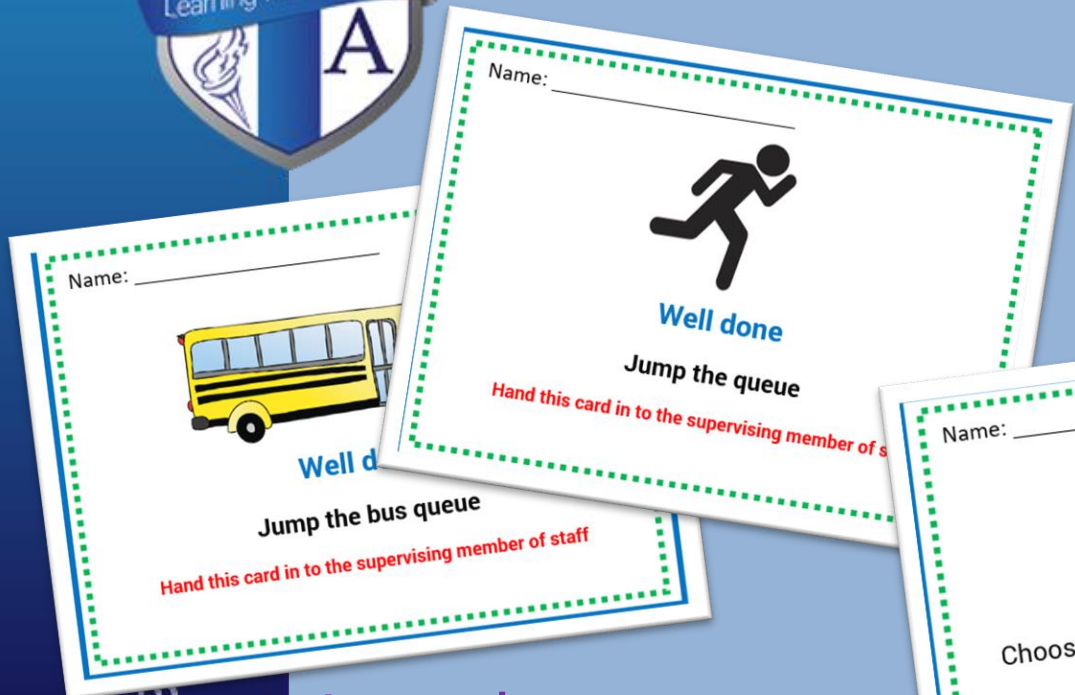 Learning
A
Name:
Well done
Jump the queue
Hand this card in to the supervising member of
Name:
Well
Jump the bus queue
Hand this card in to the supervising member of staff
Name: